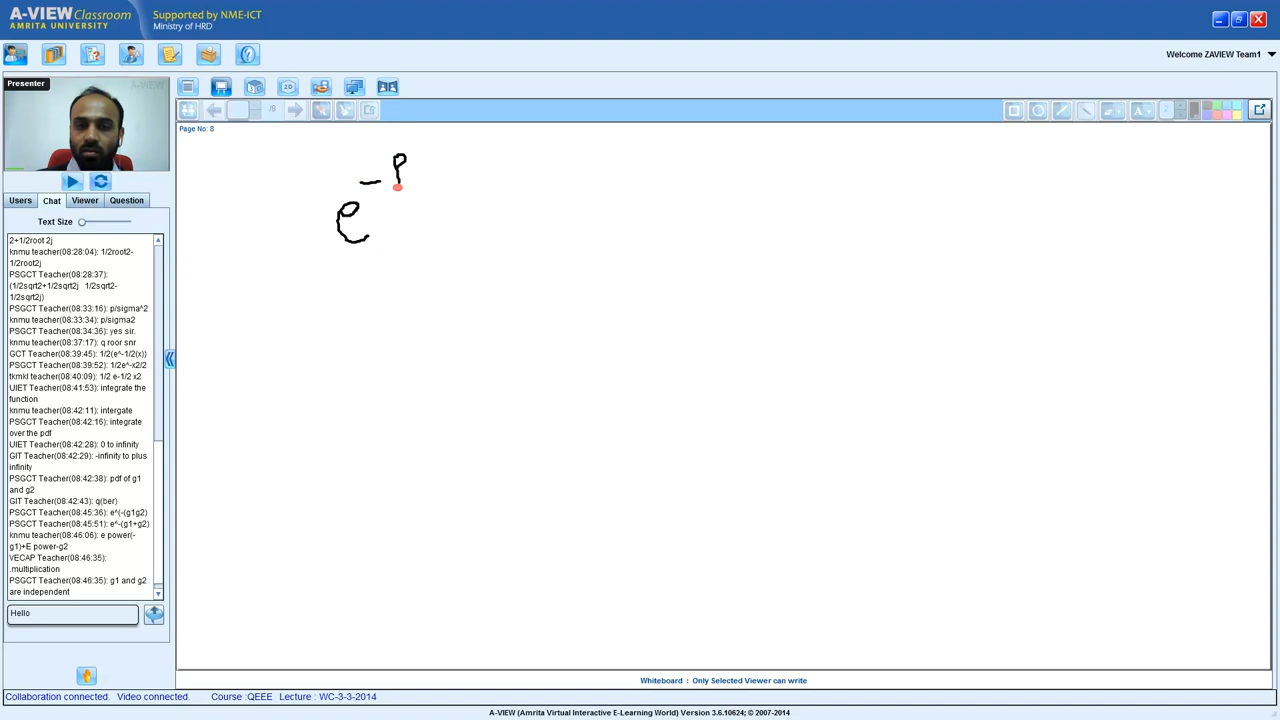 A-VIEW Classroom
AMRITA UNIVERSITY
Supported by NME-ICT
Ministry of HRD
Welcome ZAVIEW Team1
Presenter
A-VIEW
2D
/8
A
2
Page No: 8
Users Chat Viewer Question
Text Size
2+1/2root 2j
knmu teacher(08:28:04): 1/2root2-
1/2root2j
PSGCT Teacher(08:28:37):
(1/2sqrt2+1/2sqrt2j 1/2sqrt2-
1/2sqrt2j)
PSGCT Teacher(08:33:16): p/sigma^2
knmu teacher(08:33:34): p/sigma2
PSGCT Teacher(08:34:36): yes sir.
knmu teacher(08:37:17): q roor snr
GCT Teacher(08:39:45): 1/2(e^-1/2(x))
PSGCT Teacher(08:39:52): 1/2e^-x2/2
tkmkl teacher(08:40:09): 1/2 e-1/2 x2
UIET Teacher(08:41:53): integrate the
function
knmu teacher(08:42:11): intergate
PSGCT Teacher(08:42:16): integrate
over the pdf
UIET Teacher(08:42:28): 0 to infinity
GIT Teacher(08:42:29): -infinity to plus
infinity
PSGCT Teacher(08:42:38): pdf of g1
and g2
GIT Teacher(08:42:43): q(ber)
PSGCT Teacher(08:45:36): e^(-(g1g2)
PSGCT Teacher(08:45:51): e^-(g1+g2)
knmu teacher(08:46:06): e power(-
g1)+E power-g2
VECAP Teacher(08:46:35):
.multiplication
PSGCT Teacher(08:46:35): g1 and g2
are independent
Hello
Whiteboard : Only Selected Viewer can write
Collaboration connected. Video connected. Course :QEEE Lecture : WC-3-3-2014
A-VIEW (Amrita Virtual Interactive E-Learning World) Version 3.6.10624; © 2007-2014